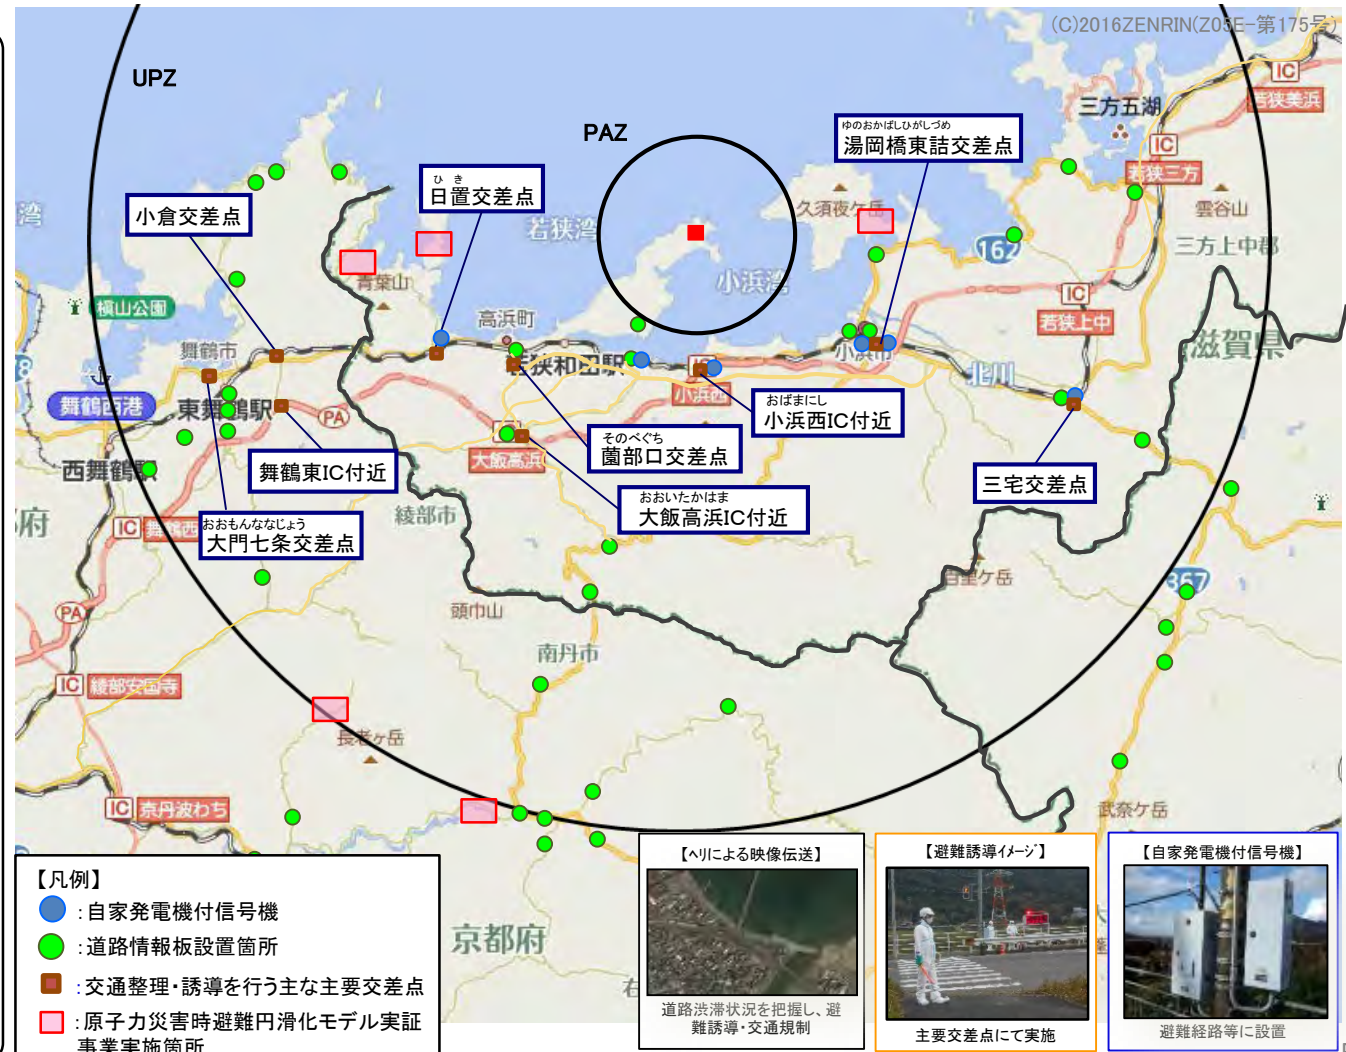 (C)2016ZENRIN(Z05E-第175号)
UPZ
PAZ
IC
若狭美浜
三方五湖
ゆのおかばしひがしづめ
湯岡橋東詰交差点
IC
若狭三方
ひ き
日置交差点
小倉交差点
久須夜ケ岳
雲谷山
湾
若狭湾
162
三方上中郡
青葉山
小浜湾
槇山公園
IC
若狭上中
高浜町
舞鶴市
小浜市
滋賀県
若狭和田駅
IC
小浜西
北川
舞鶴西港
東舞鶴駅
PA
おばまにし
小浜西IC付近
そのべぐち
薗部口交差点
大飯高浜
西舞鶴駅
舞鶴東IC付近
三宅交差点
おおいたかはま
大飯高浜IC付近
綾部市
府
IC
舞鶴西
おおもんななじょう
大門七条交差点
367
百里ケ岳
PA
頭巾山
南丹市
IC
綾部安国寺
長老ヶ岳
IC
京丹波わち
武奈ケ岳
京都府
右
【凡例】
:自家発電機付信号機
:道路情報板設置箇所
:交通整理・誘導を行う主な主要交差点
:原子力災害時避難円滑化モデル実証
事業実施箇所
【ヘリによる映像伝送】
道路渋滞状況を把握し、避
難誘導・交通規制
【避難誘導イメージ】
主要交差点にて実施
【自家発電機付信号機】
避難経路等に設置